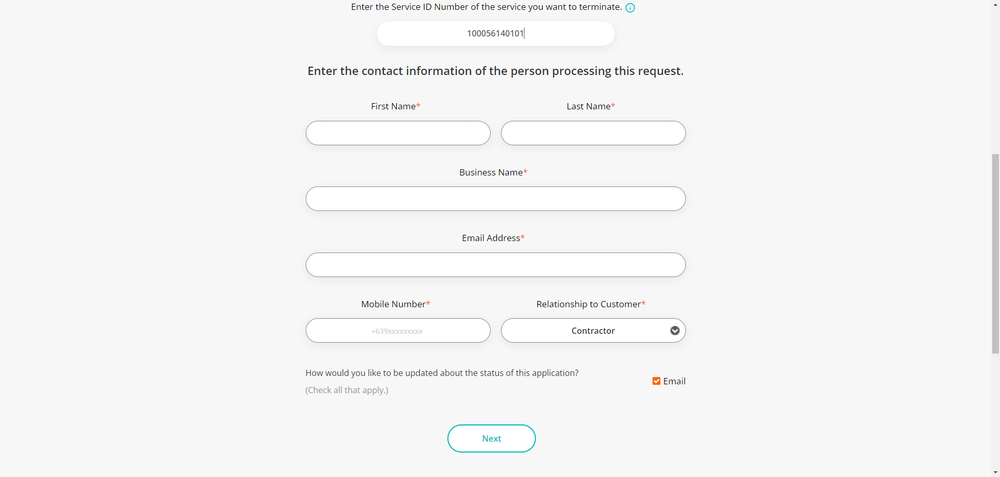 Enter the Service ID Number of the service you want to terminate.
100056140101
Enter the contact information of the person processing this request.
First Name* Last Name*
Business Name*
Email Address*
Mobile Number* Relationship to Customer*
+639xxxxxxxxx Contractor
How would you like to be updated about the status of this application?
Email
(Check all that apply.)
Next